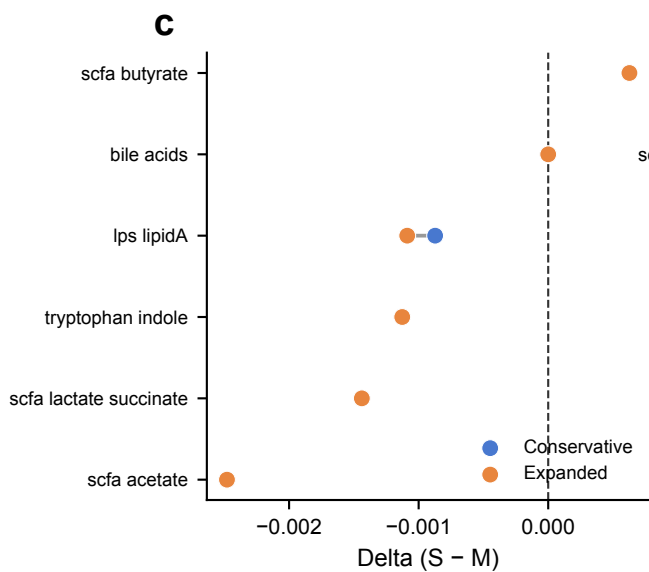 c
scfa butyrate
bile acids
sc
lps lipidA
tryptophan indole
scfa lactate succinate
Conservative
Expanded
scfa acetate
−0.002 −0.001 0.000
Delta (S − M)